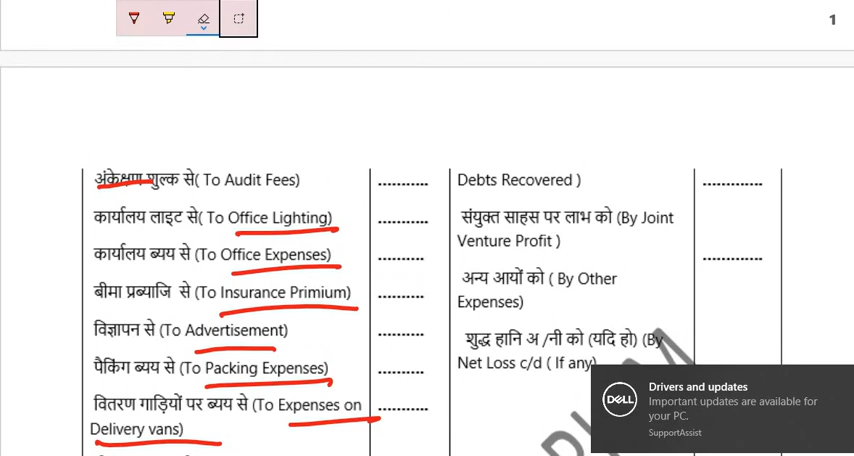 1
अंकेक्षण शुल्क से( To Audit Fees) ...........
कार्यालय लाइट से( To Office Lighting) ...........
कार्यालय ब्यय से (To Office Expenses) ...........
बीमा प्रब्याजि से (To Insurance Primium) ...........
विज्ञापन से (To Advertisement) ...........
पैकिंग ब्यय से (To Packing Expenses) ...........
वितरण गाड़ियों पर ब्यय से (To Expenses on ...........
Delivery vans)
Debts Recovered ) .............
संयुक्त साहस पर लाभ को (By Joint
Venture Profit ) .............
अन्य आयों को ( By Other
Expenses)
शुद्ध हानि अ /नी को (यदि हो) (By
Net Loss c/d ( If any)
DELL
Drivers and updates
Important updates are available for
your PC.
SupportAssist